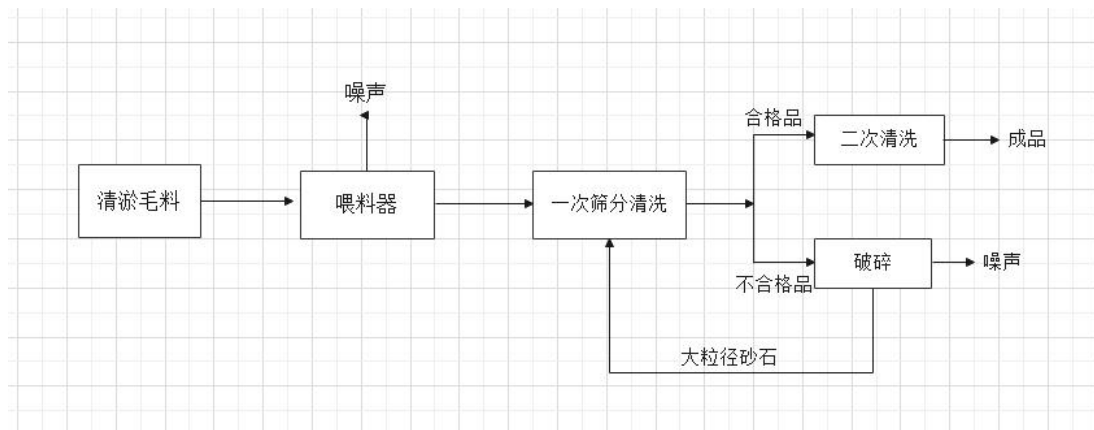 噪声
合格品
二次清洗
成品
清淤毛料
喂料器
一次筛分清洗
破碎
噪声
不合格品
大粒径砂石